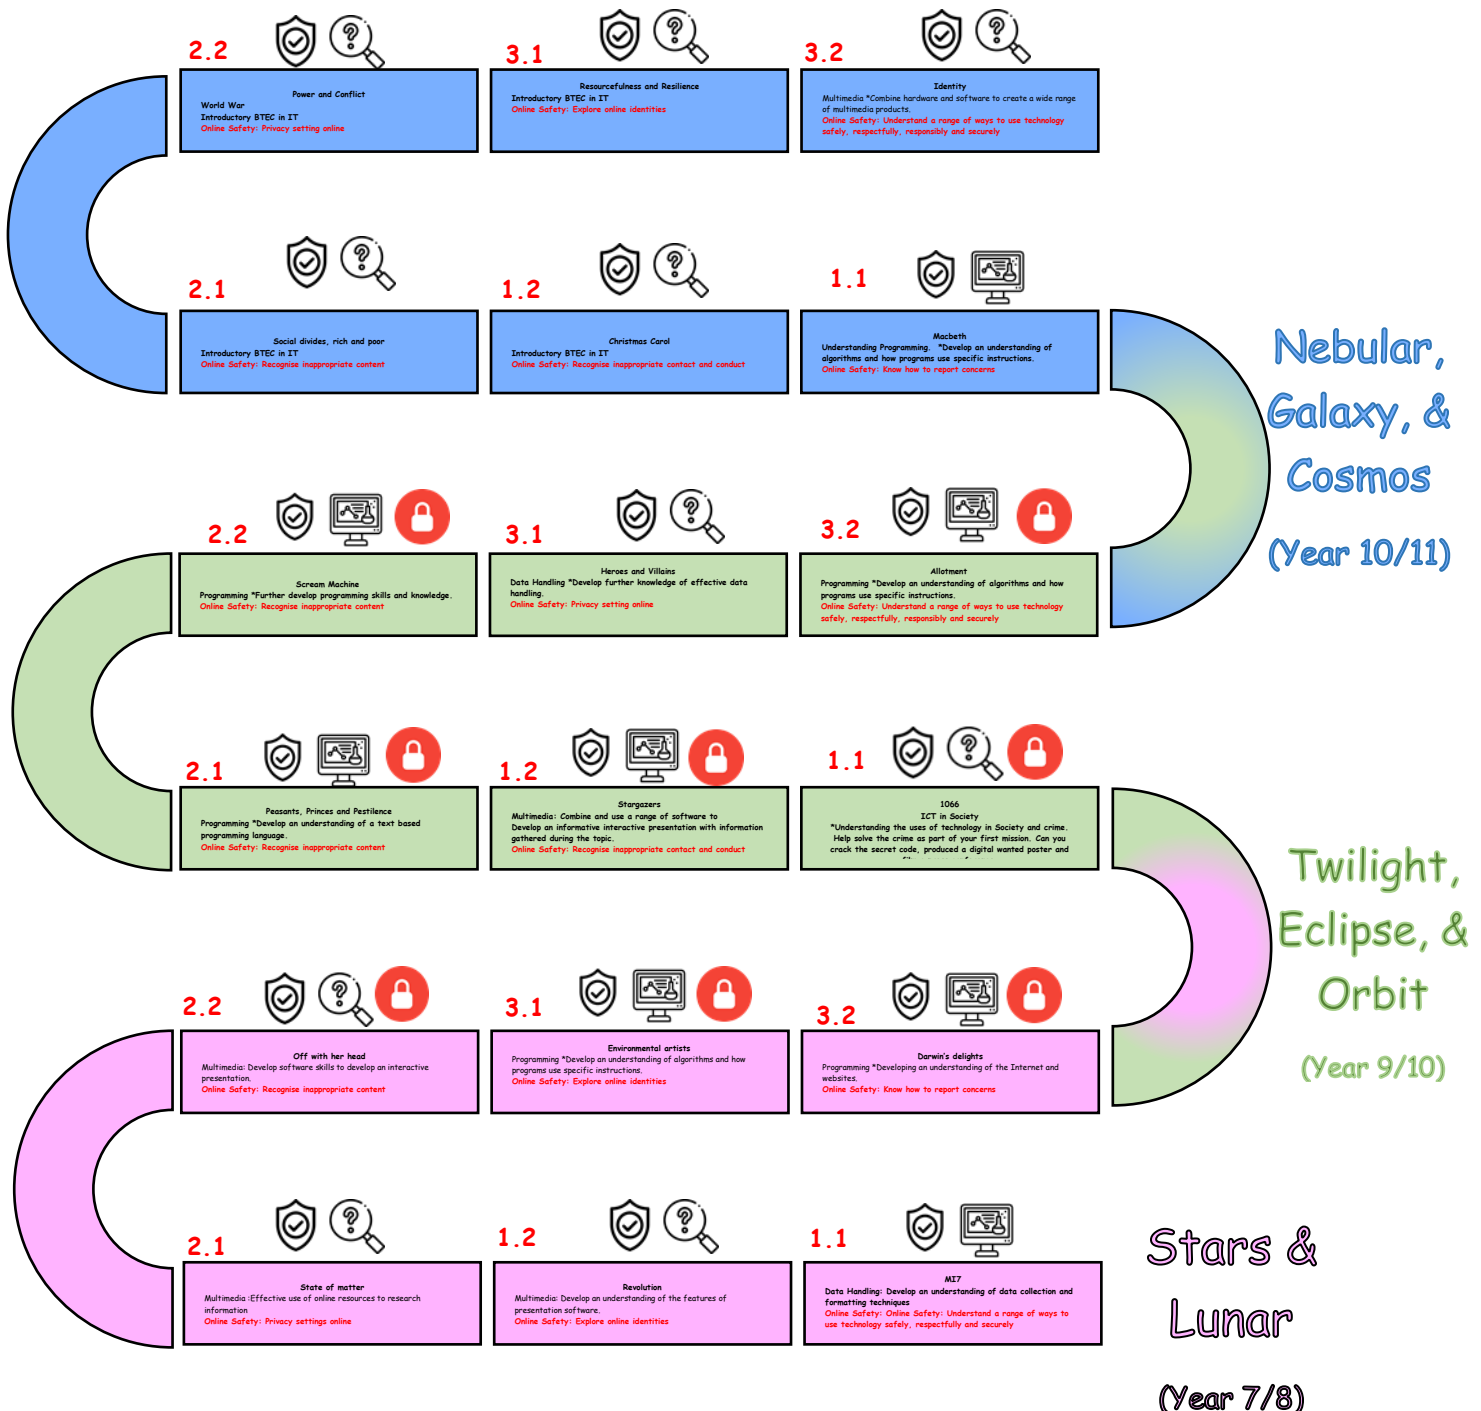 2.2
3.1
3.2
Power and Conflict
World War
Introductory BTEC in IT
Online Safety: Privacy setting online
Resourcefulness and Resilience
Introductory BTEC in IT
Online Safety: Explore online identities
Identity
Multimedia *Combine hardware and software to create a wide range
of multimedia products.
Online Safety: Understand a range of ways to use technology
safely, respectfully, responsibly and securely
2.1
1.2
1.1
Social divides, rich and poor
Introductory BTEC in IT
Online Safety: Recognise inappropriate content
Christmas Carol
Introductory BTEC in IT
Online Safety: Recognise inappropriate contact and conduct
Macbeth
Understanding Programming. *Develop an understanding of
algorithms and how programs use specific instructions.
Online Safety: Know how to report concerns
Nebular,
Galaxy, &
Cosmos
(Year 10/11)
2.2
3.1
3.2
Scream Machine
Programming *Further develop programming skills and knowledge.
Online Safety: Recognise inappropriate content
Heroes and Villains
Data Handling *Develop further knowledge of effective data
handling.
Online Safety: Privacy setting online
Allotment
Programming *Develop an understanding of algorithms and how
programs use specific instructions.
Online Safety: Understand a range of ways to use technology
safely, respectfully, responsibly and securely
2.1
1.2
1.1
Peasants, Princes and Pestilence
Programming *Develop an understanding of a text based
programming language.
Online Safety: Recognise inappropriate content
Stargazers
Multimedia: Combine and use a range of software to
Develop an informative interactive presentation with information
gathered during the topic.
Online Safety: Recognise inappropriate contact and conduct
1066
ICT in Society
*Understanding the uses of technology in Society and crime.
Help solve the crime as part of your first mission. Can you
crack the secret code, produced a digital wanted poster and
Twilight,
Eclipse, &
Orbit
(Year 9/10)
2.2
3.1
3.2
Off with her head
Multimedia: Develop software skills to develop an interactive
presentation.
Online Safety: Recognise inappropriate content
Environmental artists
Programming *Develop an understanding of algorithms and how
programs use specific instructions.
Online Safety: Explore online identities
Darwin's delights
Programming *Developing an understanding of the Internet and
websites.
Online Safety: Know how to report concerns
2.1
1.2
1.1
State of matter
Multimedia :Effective use of online resources to research
information
Online Safety: Privacy settings online
Revolution
Multimedia: Develop an understanding of the features of
presentation software.
Online Safety: Explore online identities
MI7
Data Handling: Develop an understanding of data collection and
formatting techniques
Online Safety: Online Safety: Understand a range of ways to
use technology safely, respectfully and securely
Stars &
Lunar
(Year 7/8)